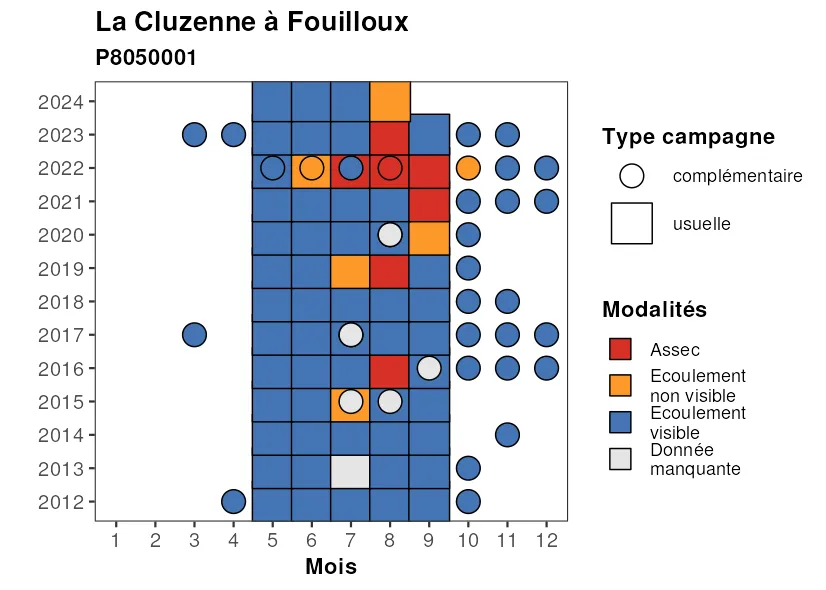 La Cluzenne à Fouilloux
P8050001
2024
2023
2022
2021
2020
2019
2018
2017
2016
2015
2014
2013
2012
1 2 3 4 5 6 7 8 9 10 11 12
Mois
Type campagne
complémentaire
usuelle
Modalités
Assec
Ecoulement
non visible
Ecoulement
visible
Donnée
manquante